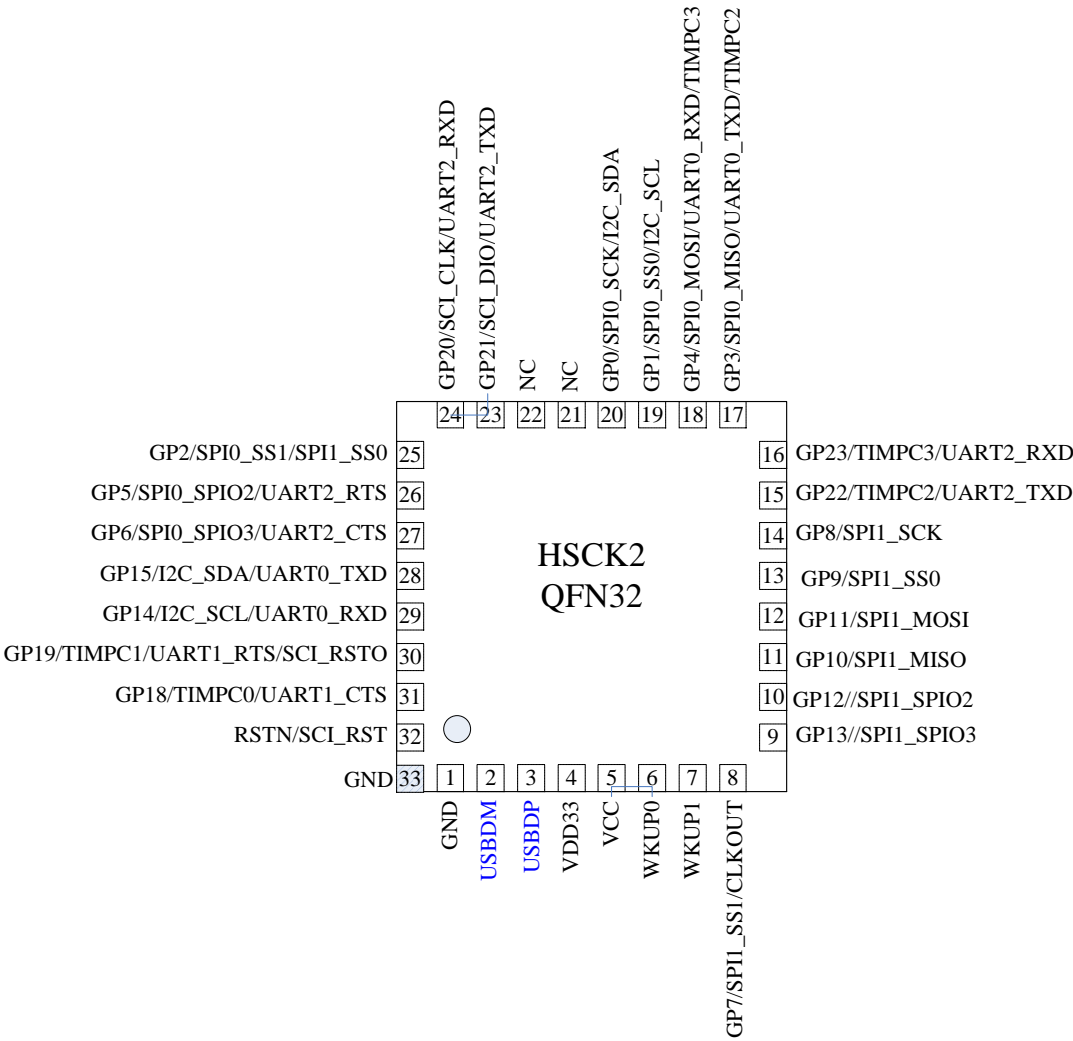 GP20/SCI_CLK/UART2_RXD
GP21/SCI_DIO/UART2_TXD
NC
NC
GP0/SPI0_SCK/I2C_SDA
GP1/SPI0_SS0/I2C_SCL
GP4/SPI0_MOSI/UART0_RXD/TIMPC3
GP3/SPI0_MISO/UART0_TXD/TIMPC2
24 23 22 21 20 19 18 17
GP2/SPI0_SS1/SPI1_SS0 25
GP5/SPI0_SPIO2/UART2_RTS 26
GP6/SPI0_SPIO3/UART2_CTS 27
GP15/I2C_SDA/UART0_TXD 28
GP14/I2C_SCL/UART0_RXD 29
GP19/TIMPC1/UART1_RTS/SCI_RSTO 30
GP18/TIMPC0/UART1_CTS 31
RSTN/SCI_RST 32
GND 33
HSCK2
QFN32
16 GP23/TIMPC3/UART2_RXD
15 GP22/TIMPC2/UART2_TXD
14 GP8/SPI1_SCK
13 GP9/SPI1_SS0
12 GP11/SPI1_MOSI
11 GP10/SPI1_MISO
10 GP12//SPI1_SPIO2
9 GP13//SPI1_SPIO3
1 2 3 4 5 6 7 8
GND
USBDM
USBDP
VDD33
VCC
WKUP0
WKUP1
GP7/SPI1_SS1/CLKOUT